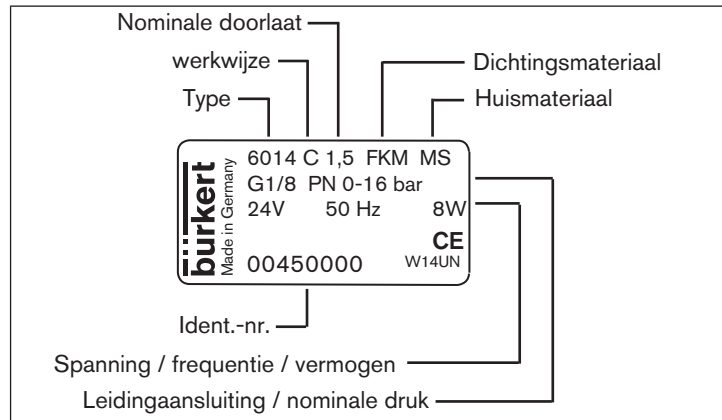 Nominale doorlaat
werkwijze
Type
Dichtingsmateriaal
Huismateriaal
bürkert
Made in Germany
6014 C 1,5 FKM MS
G1/8 PN 0-16 bar
24V 50 Hz 8W
CE
00450000 W14UN
Ident.-nr.
Spanning / frequentie / vermogen
Leidingaansluiting / nominale druk